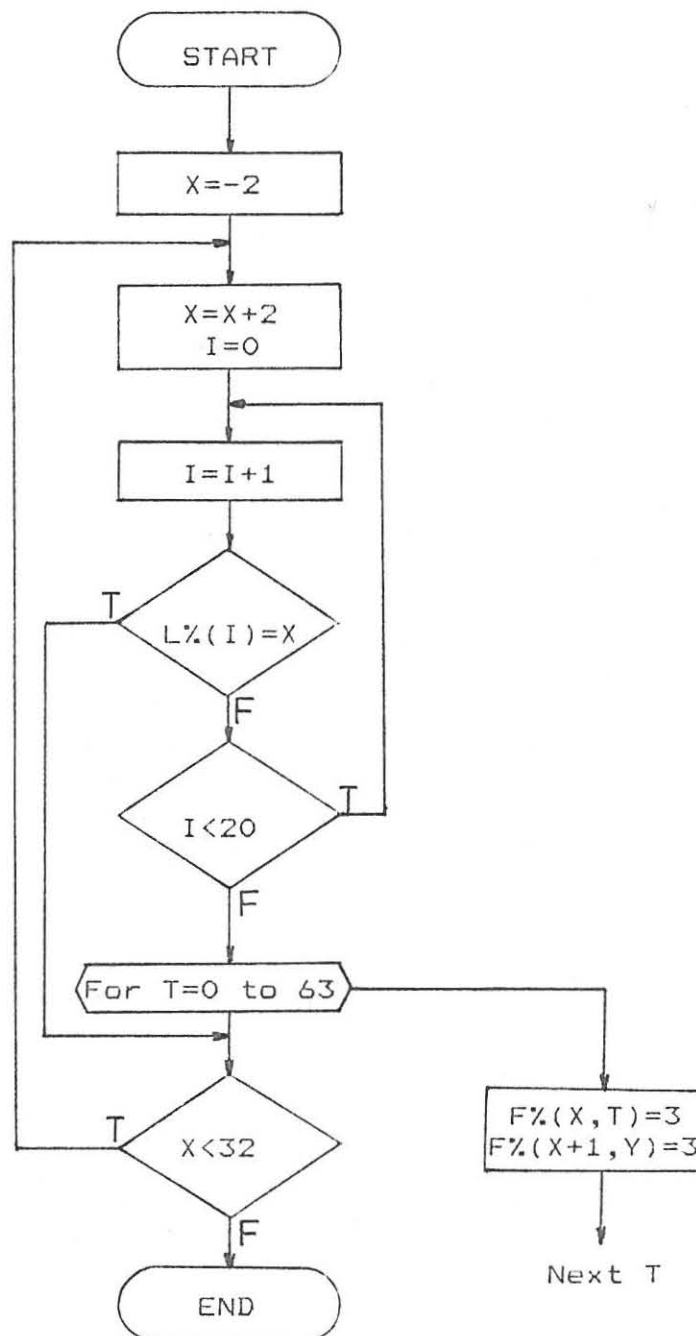 START
X=-2
X=X+2
I=0
I=I+1
T
L%(I)=X
F
T
I<20
F
For T=0 to 63
T
X<32
F%(X,T)=3
F%(X+1,Y)=3
F
Next T
END